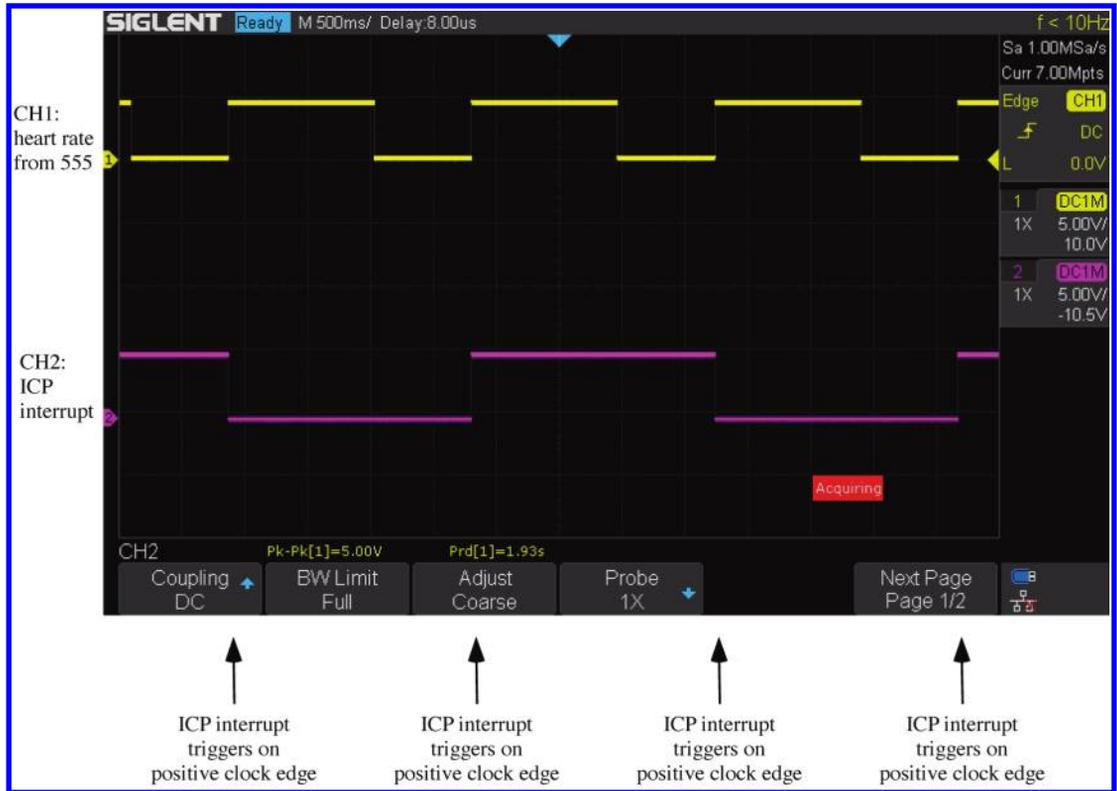 SIGLENT Ready M 500ms/ Delay:8.00us f < 10Hz
Sa 1.00MSa/s
Curr 7.00Mpts
Edge CH1
DC
L 0.0V
1 DC1M
1X 5.00V/
10.0V
2 DC1M
1X 5.00V/
-10.5V
CH1:
heart rate
from 555
1
CH2:
ICP
interrupt
2
Acquiring
CH2 Pk-Pk[1]=5.00V Prd[1]=1.93s
Coupling
DC
BW Limit
Full
Adjust
Coarse
Probe
1X
Next Page
Page 1/2
ICP interrupt
triggers on
positive clock edge
ICP interrupt
triggers on
positive clock edge
ICP interrupt
triggers on
positive clock edge
ICP interrupt
triggers on
positive clock edge